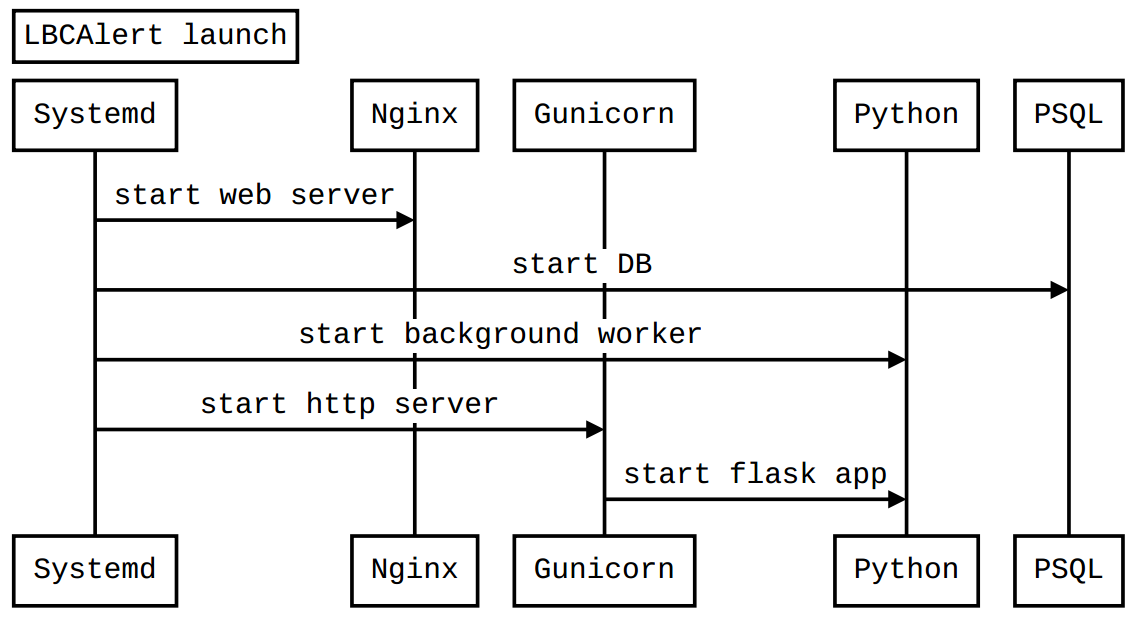 LBCAlert launch
Systemd Nginx Gunicorn Python PSQL
start web server
start DB
start background worker
start http server
start flask app
Systemd Nginx Gunicorn Python PSQL